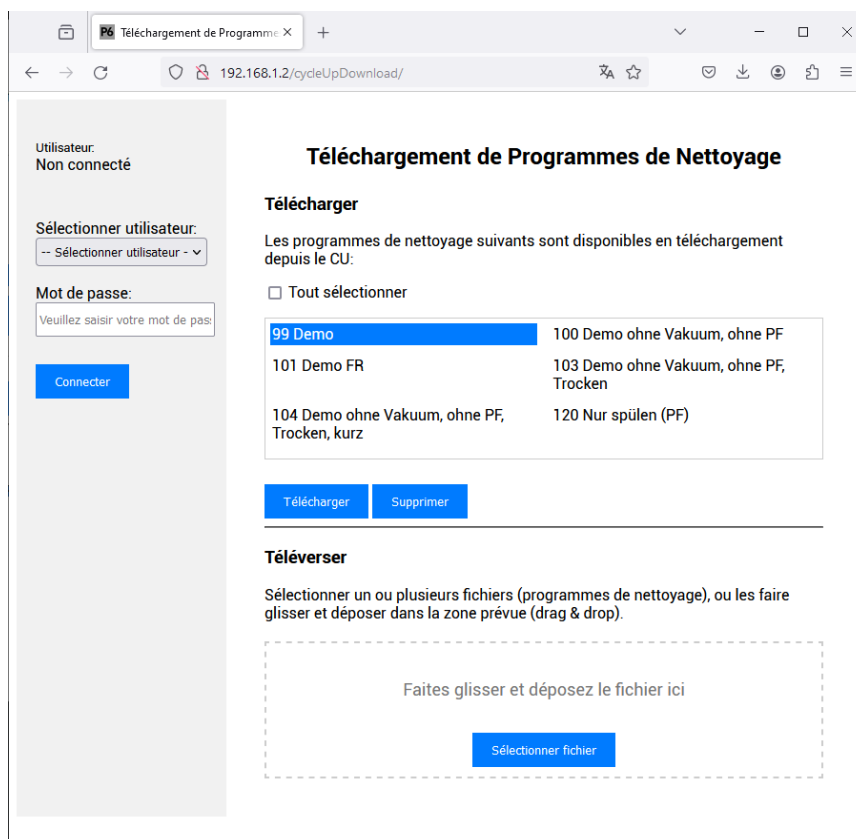 P6 Téléchargement de Programme
192.168.1.2/cycleUpDownload/
Utilisateur:
Non connecté
Sélectionner utilisateur:
-- Sélectionner utilisateur -
Mot de passe:
Veuillez saisir votre mot de pas
Connecter
Téléchargement de Programmes de Nettoyage
Télécharger
Les programmes de nettoyage suivants sont disponibles en téléchargement
depuis le CU:
Tout sélectionner
99 Demo
100 Demo ohne Vakuum, ohne PF
101 Demo FR
103 Demo ohne Vakuum, ohne PF,
Trocken
104 Demo ohne Vakuum, ohne PF,
Trocken, kurz
120 Nur spülen (PF)
Télécharger
Supprimer
Téléverser
Sélectionner un ou plusieurs fichiers (programmes de nettoyage), ou les faire
glisser et déposer dans la zone prévue (drag & drop).
Faites glisser et déposez le fichier ici
Sélectionner fichier